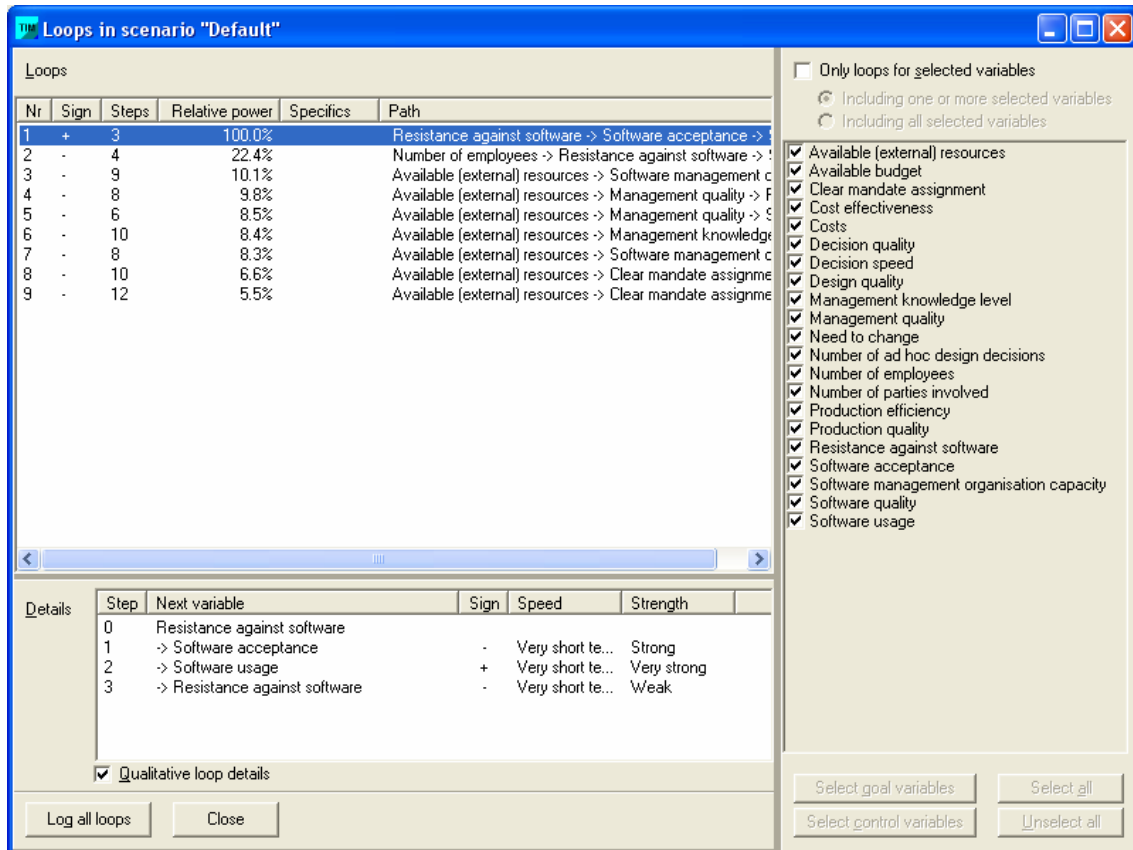 TIM Loops in scenario "Default"
Loops
Nr Sign Steps Relative power Specifics Path
1 + 3 100.0% Resistance against software -> Software acceptance -> S
2 - 4 22.4% Number of employees -> Resistance against software -> S
3 - 9 10.1% Available (external) resources -> Software management c
4 - 8 9.8% Available (external) resources -> Management quality -> F
5 - 6 8.5% Available (external) resources -> Management quality -> S
6 - 10 8.4% Available (external) resources -> Management knowledge
7 - 8 8.3% Available (external) resources -> Software management c
8 - 10 6.6% Available (external) resources -> Clear mandate assignme
9 - 12 5.5% Available (external) resources -> Clear mandate assignme
Details
Step Next variable Sign Speed Strength
0 Resistance against software
1 -> Software acceptance - Very short te... Strong
2 -> Software usage + Very short te... Very strong
3 -> Resistance against software - Very short te... Weak
Qualitative loop details
Log all loops Close
Only loops for selected variables
Including one or more selected variables
Including all selected variables
Available (external) resources
Available budget
Clear mandate assignment
Cost effectiveness
Costs
Decision quality
Decision speed
Design quality
Management knowledge level
Management quality
Need to change
Number of ad hoc design decisions
Number of employees
Number of parties involved
Production efficiency
Production quality
Resistance against software
Software acceptance
Software management organisation capacity
Software quality
Software usage
Select goal variables Select all
Select control variables Unselect all